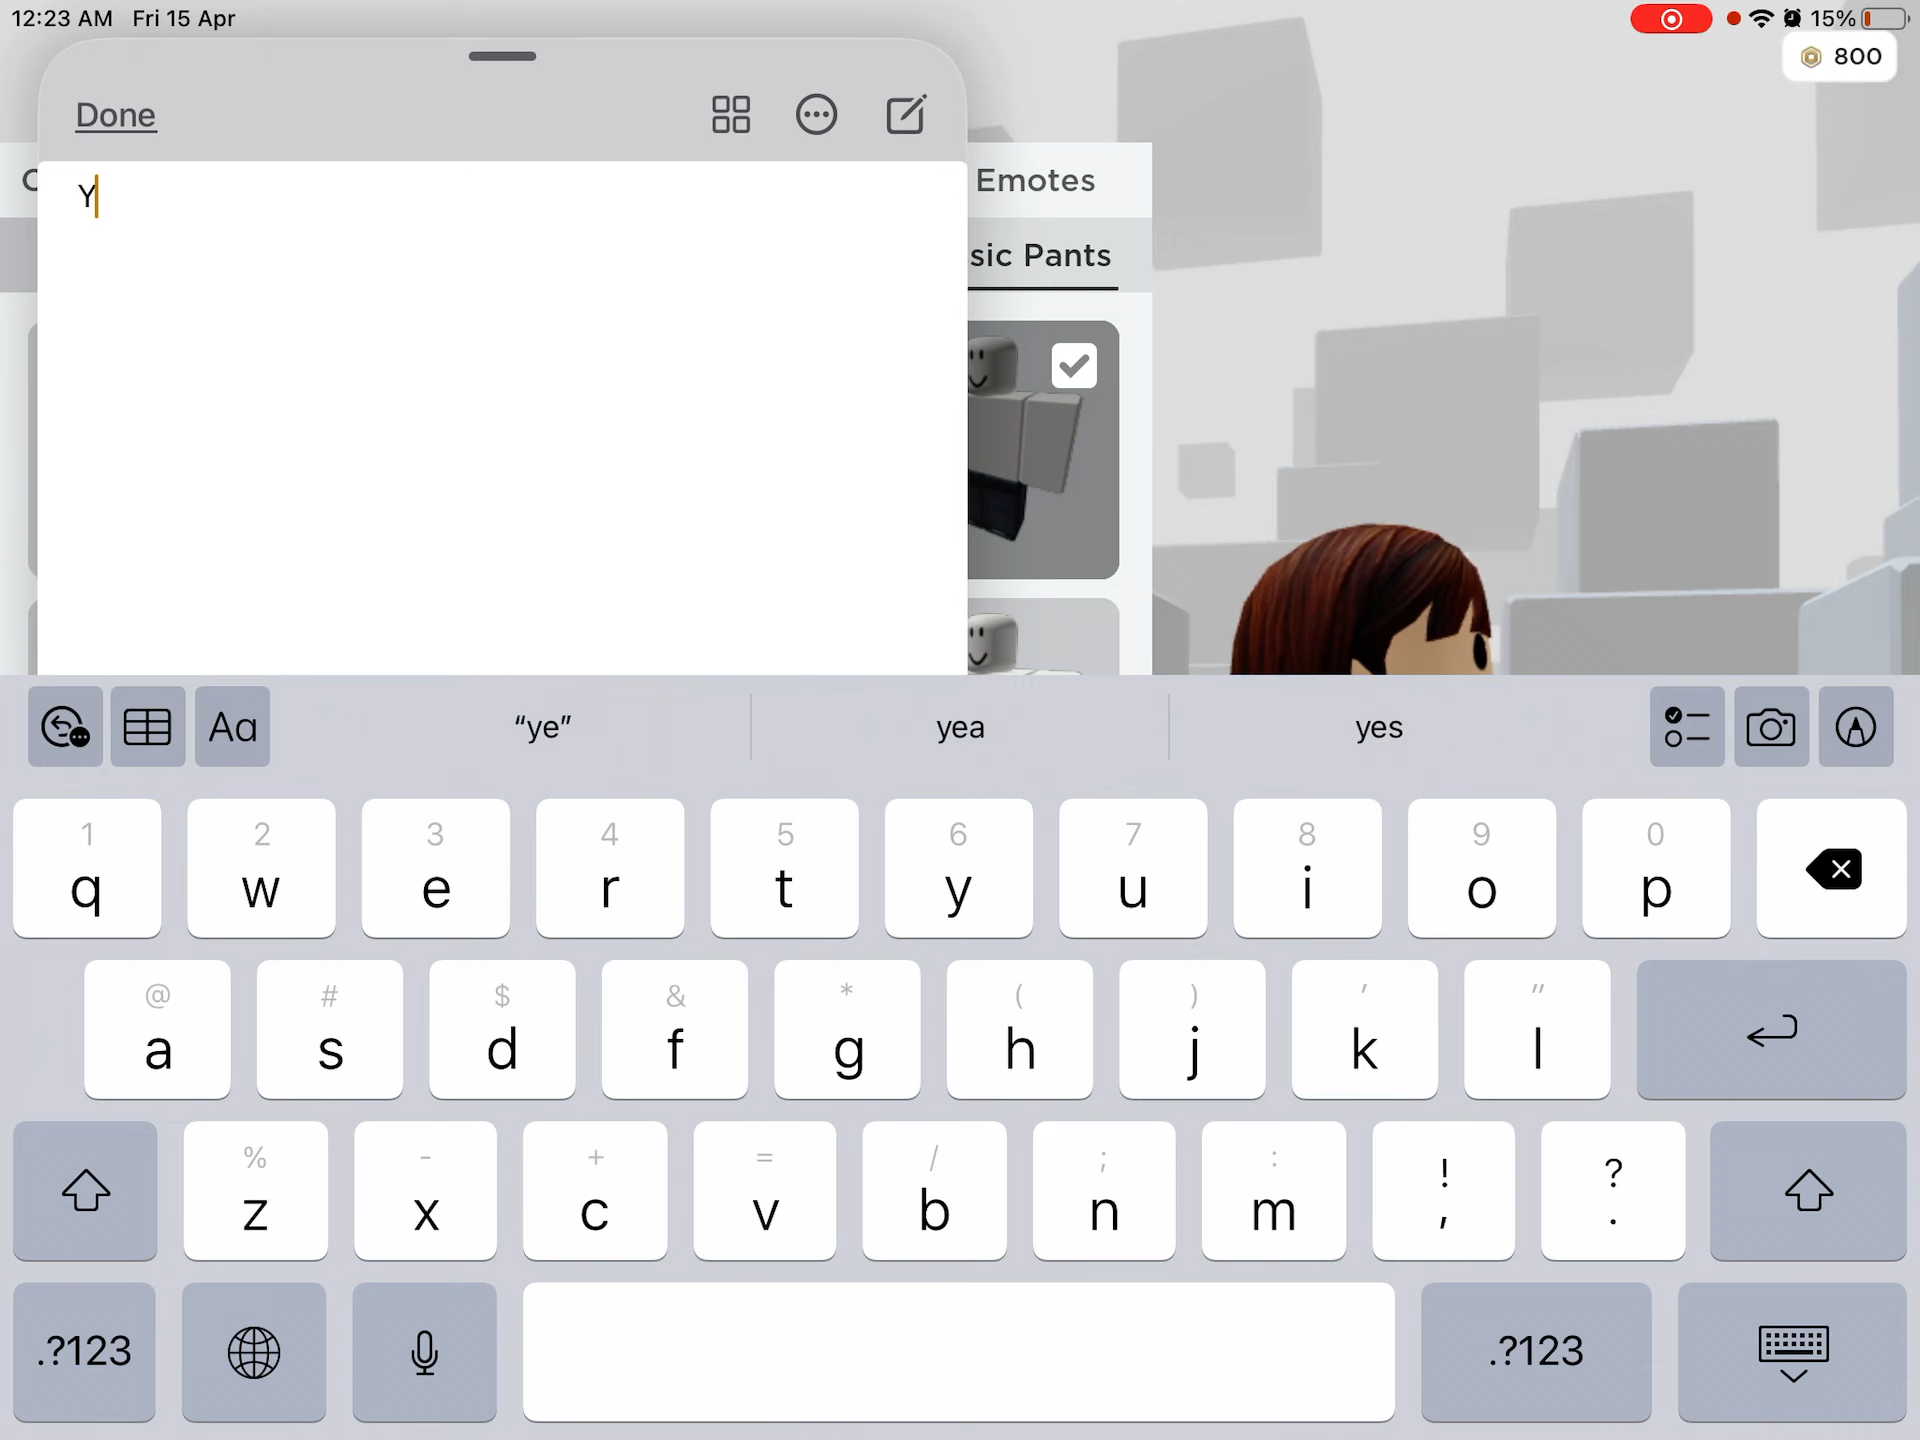 12:23 AM Fri 15 Apr
15%
800
Done
Emotes
Y
sic Pants
Aa
“ye” yea yes
1 2 3 4 5 6 7 8 9 0
q w e r t y u i o p
@ # $ & * ( ) ' "
a s d f g h j k l
% - + = / ; : ! ?
z x c v b n m , .
.?123 .?123